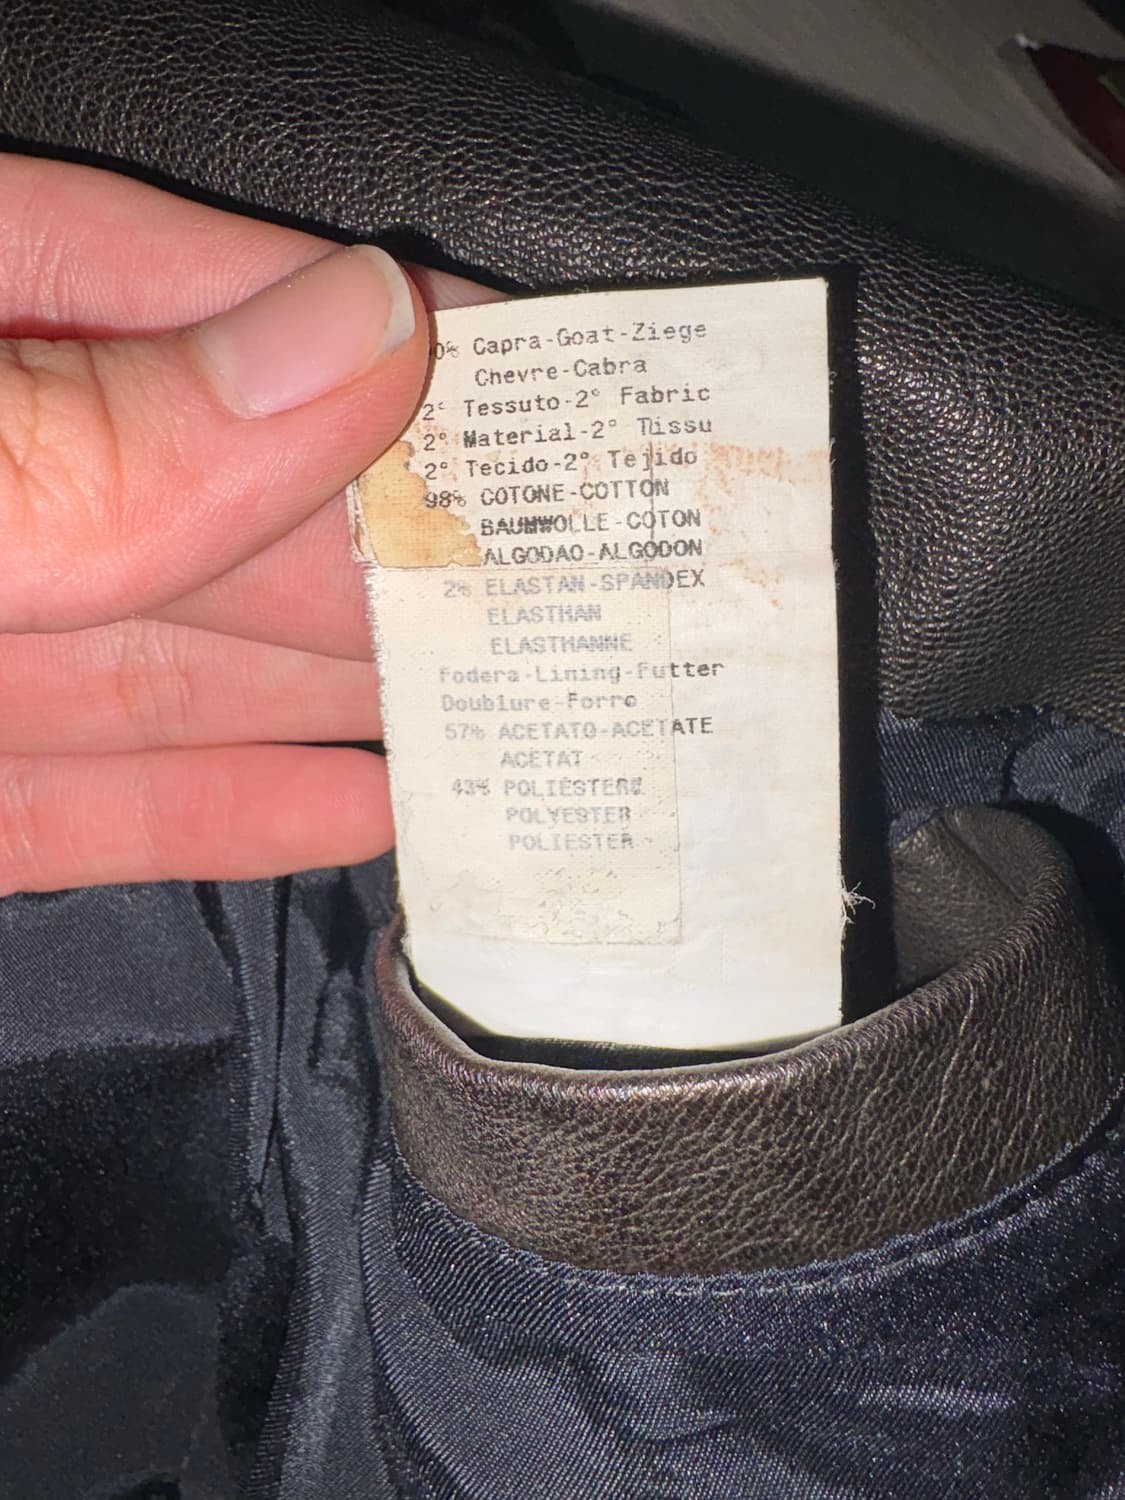 0% Capra-Goat-Ziege
Chevre-Cabra
2° Tessuto-2° Fabric
2° Material-2° Tissu
2° Tecido-2° Tejido
98% COTONE-COTTON
BAUMWOLLE-COTON
ALGODAO-ALGODON
2% ELASTAN-SPANDEX
ELASTHAN
ELASTHANNE
Fodera-Lining-Futter
Doublure-Forro
57% ACETATO-ACETATE
ACETAT
43% POLIESTERE
POLYESTER
POLIESTER